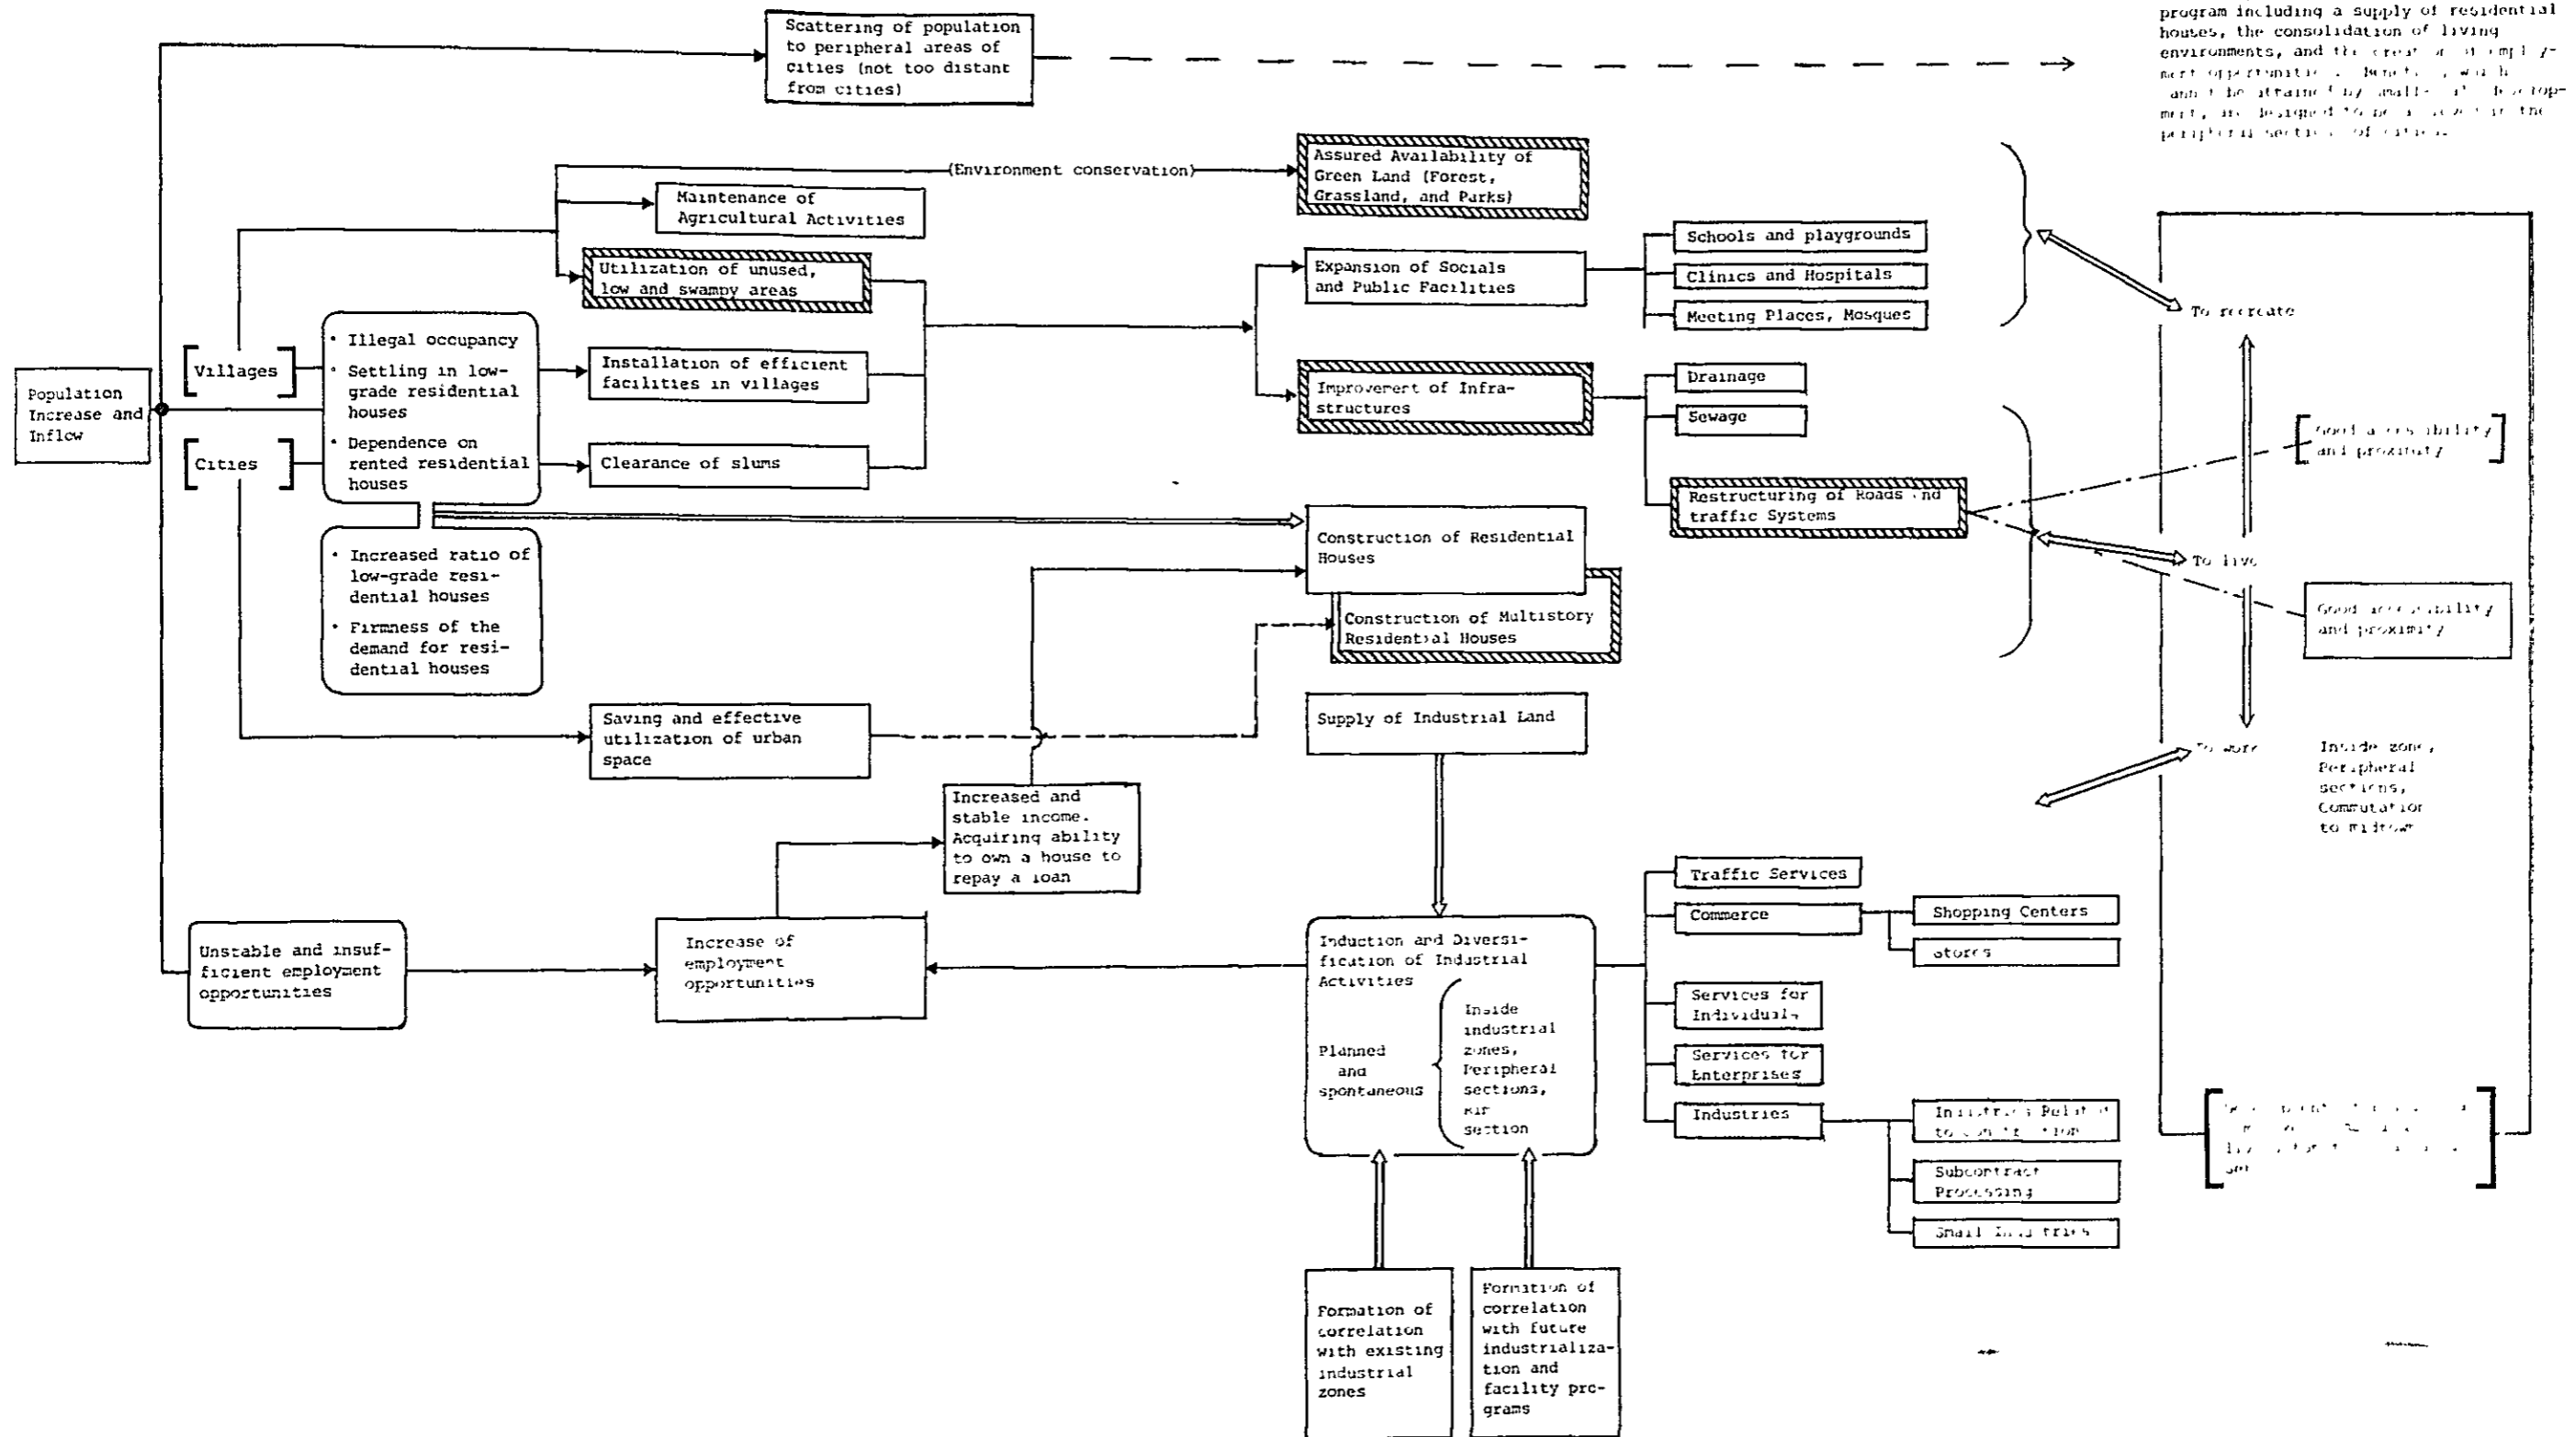 Scattering of population
to peripheral areas of
cities (not too distant
from cities)
program including a supply of residential
houses, the consolidation of living
environments, and the
peripheral
(Environment conservation)
Assured Availability of
Green Land (Forest,
Grassland, and Parks)
Maintenance of
Agricultural Activities
Utilization of unused,
low and swampy areas
Expansion of Socials
and Public Facilities
Schools and playgrounds
Clinics and Hospitals
Meeting Places, Mosques
To recreate
Population
Increase and
Inflow
[Villages]
[Cities]
• Illegal occupancy
• Settling in low-
grade residential
houses
• Dependence on
rented residential
houses
• Increased ratio of
low-grade resi-
dential houses
• Firmness of the
demand for resi-
dential houses
Installation of efficient
facilities in villages
Clearance of slums
Improvement of Infra-
structures
Drainage
Sewage
Restructuring of Roads and
traffic Systems
Good
and proximity
To live
Good accessibility
and proximity
Construction of Residential
Houses
Construction of Multistory
Residential Houses
Saving and effective
utilization of urban
space
Supply of Industrial Land
To work
Inside zone,
Peripheral
sections,
Commutation
to midtown
Increased and
stable income.
Acquiring ability
to own a house to
repay a loan
Unstable and insuf-
ficient employment
opportunities
Increase of
employment
opportunities
Induction and Diversi-
fication of Industrial
Activities
Planned
and
spontaneous
Inside
industrial
zones,
Peripheral
sections,
section
Traffic Services
Commerce
Shopping Centers
Stores
Services for
Individuals
Services for
Enterprises
Industries
Industries
to
Subcontract
Processing
Small Industries
Formation of
correlation
with existing
industrial
zones
Formation of
correlation
with future
industrializa-
tion and
facility pro-
grams